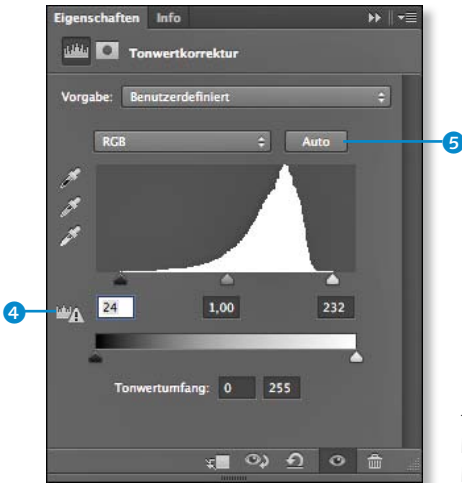 Eigenschaften Info
Tonwertkorrektur
Vorgabe: Benutzerdefiniert
RGB Auto 5
4 24 1,00 232
Tonwertumfang: 0 255